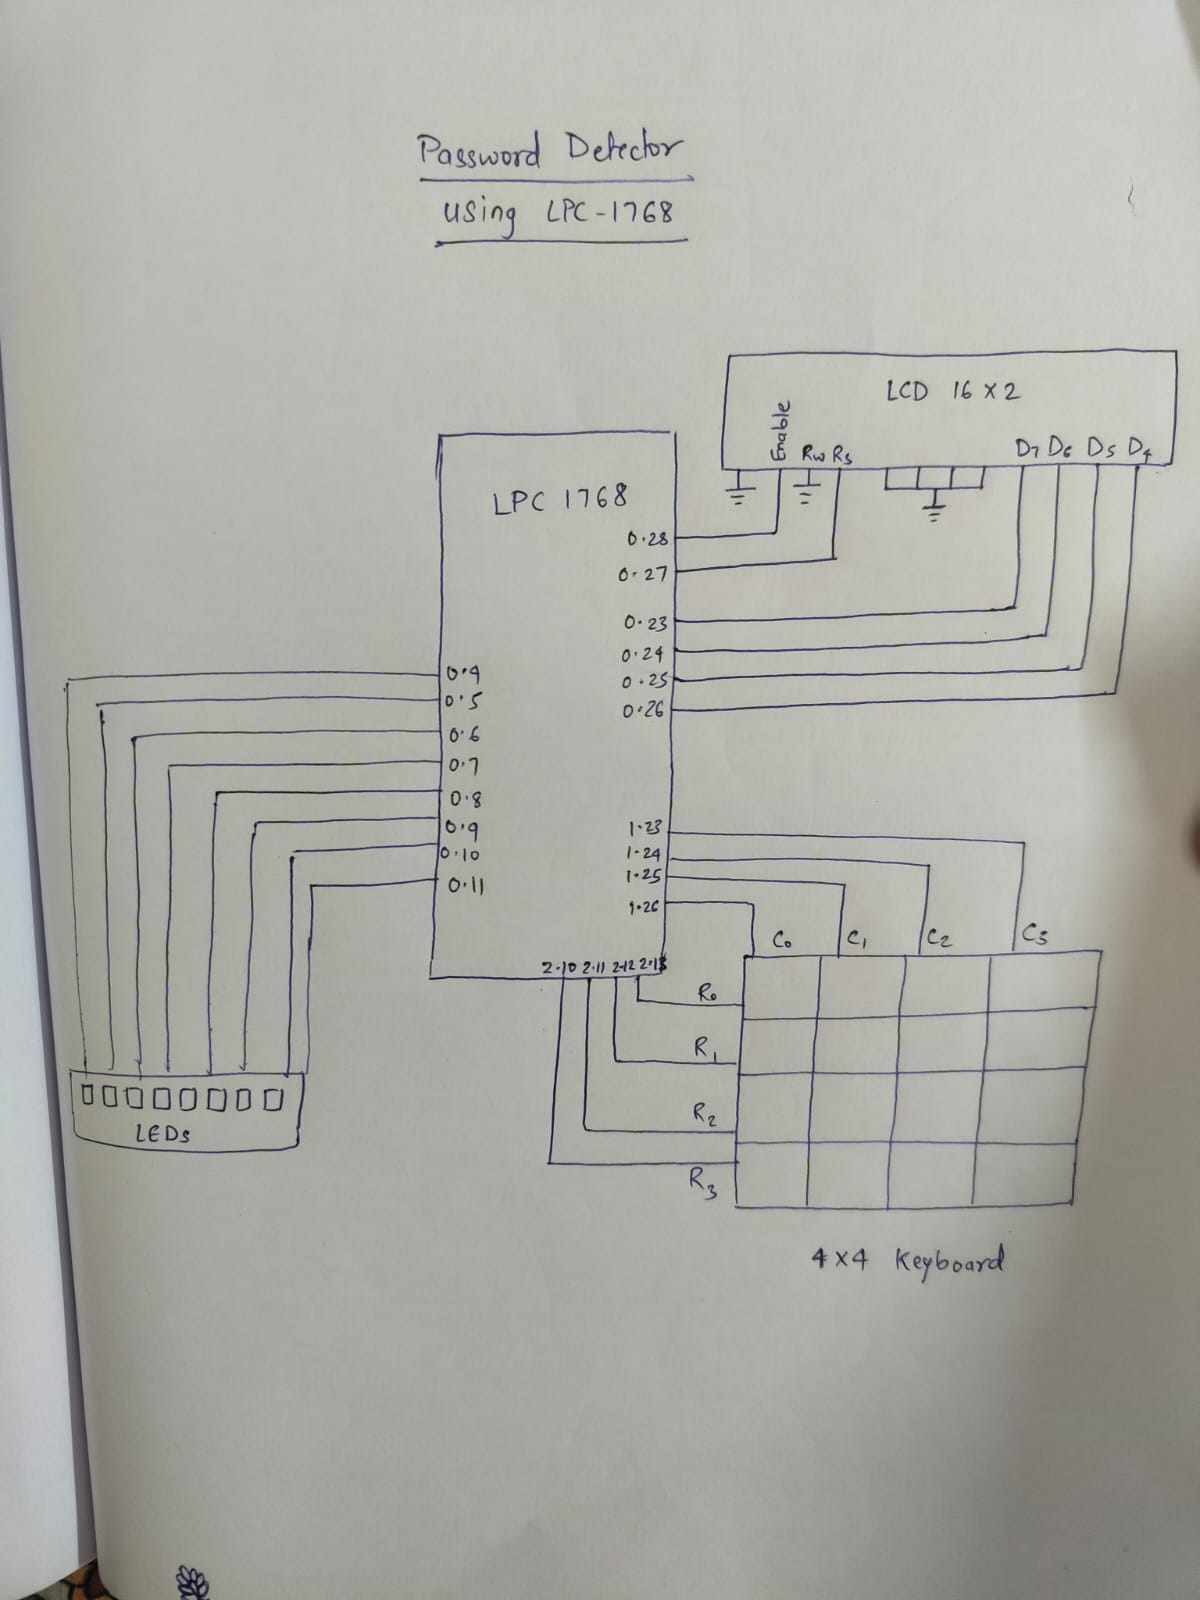 Password Detector
using LPC-1768
LCD 16 x 2
Enable Rw Rs D7 D6 D5 D4
LPC 1768
0.28
0.27
0.23
0.24
0.25
0.26
0.4
0.5
0.6
0.7
0.8
0.9
0.10
0.11
1.23
1.24
1.25
1.26
2.10 2.11 2.12 2.13
C0 C1 C2 C3
R0
R1
R2
R3
LEDs
4x4 Keyboard